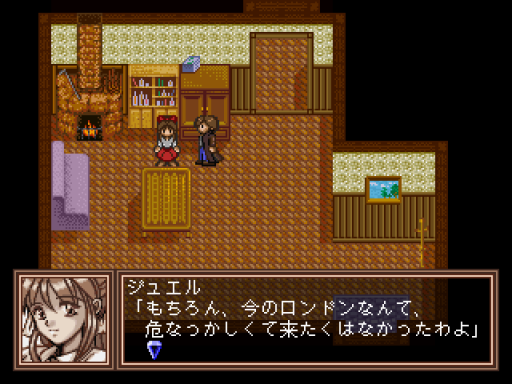 ジュエル
「もちろん、今のロンドンなんて、
危なっかしくて来たくはなかったわよ」